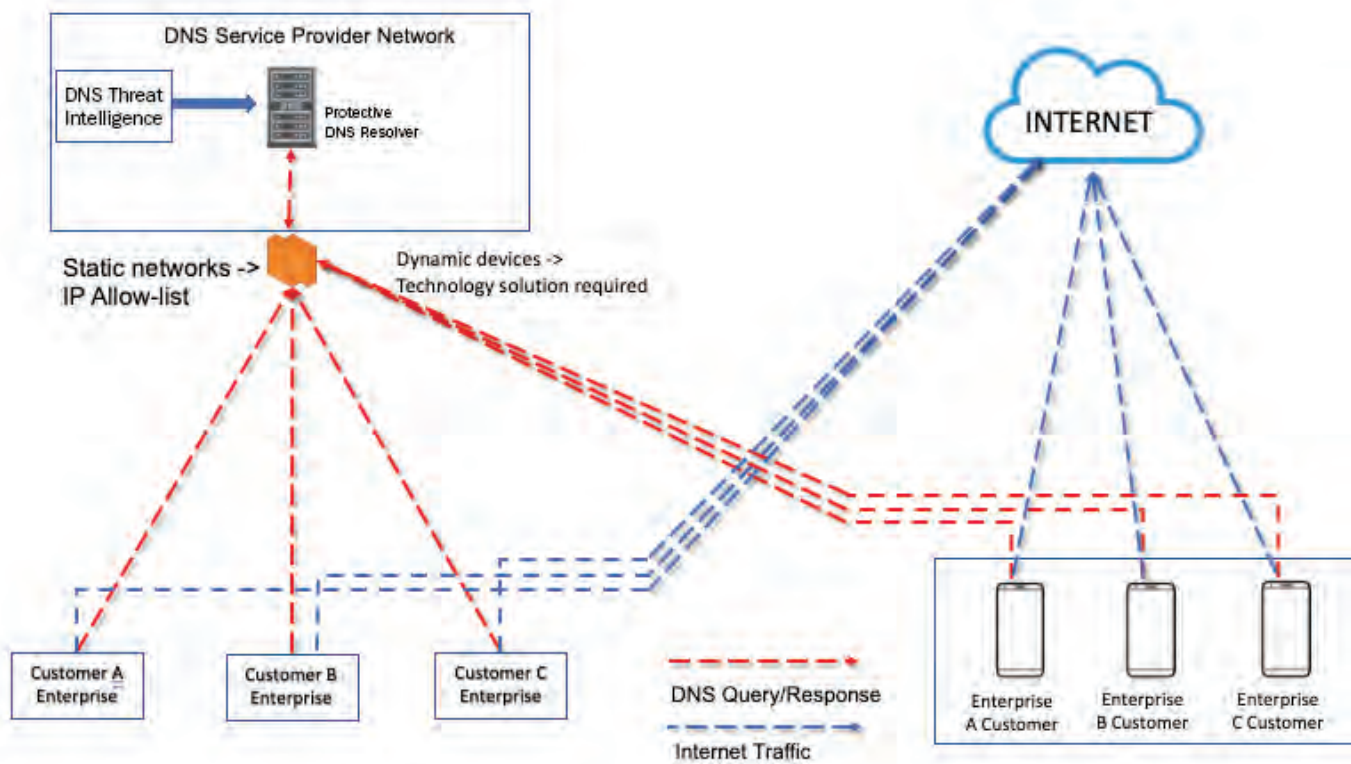 DNS Service Provider Network
DNS Threat
Intelligence
Protective
DNS Resolver
INTERNET
Static networks ->
IP Allow-list
Dynamic devices ->
Technology solution required
Customer A
Enterprise
Customer B
Enterprise
Customer C
Enterprise
DNS Query/Response
Internet Traffic
Enterprise
A Customer
Enterprise
B Customer
Enterprise
C Customer